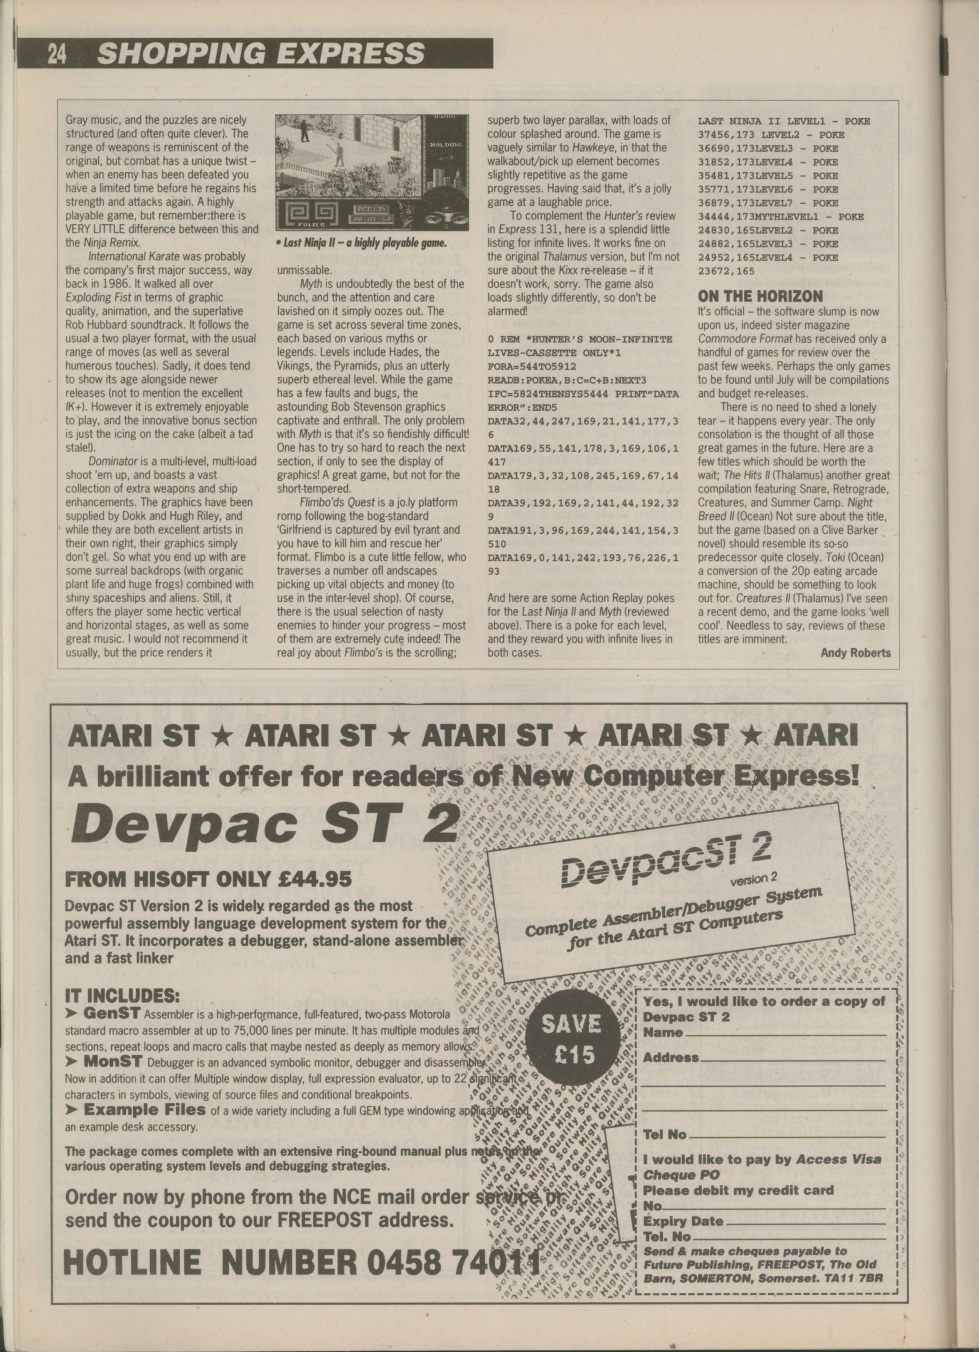 24 SHOPPING EXPRESS
Gray music, and the puzzles are nicely
structured (and often quite clever). The
range of weapons is reminiscent of the
original, but combat has a unique twist –
when an enemy has been defeated you
have a limited time before he regains his
strength and attacks again. A highly
playable game, but remember:there is
VERY LITTLE difference between this and
the Ninja Remix.
International Karate was probably
the company's first major success, way
back in 1986. It walked all over
Exploding Fist in terms of graphic
quality, animation, and the superlative
Rob Hubbard soundtrack. It follows the
usual a two player format, with the usual
range of moves (as well as several
humerous touches). Sadly, it does tend
to show its age alongside newer
releases (not to mention the excellent
IK+). However it is extremely enjoyable
to play, and the innovative bonus section
is just the icing on the cake (albeit a tad
stale!).
Dominator is a multi-level, multi-load
shoot 'em up, and boasts a vast
collection of extra weapons and ship
enhancements. The graphics have been
supplied by Dokk and Hugh Riley, and
while they are both excellent artists in
their own right, their graphics simply
don't gel. So what you end up with are
some surreal backdrops (with organic
plant life and huge frogs) combined with
shiny spaceships and aliens. Still, it
offers the player some hectic vertical
and horizontal stages, as well as some
great music. I would not recommend it
usually, but the price renders it
HOLDING
POWER
• Last Ninja II – a highly playable game.
unmissable.
Myth is undoubtedly the best of the
bunch, and the attention and care
lavished on it simply oozes out. The
game is set across several time zones,
each based on various myths or
legends. Levels include Hades, the
Vikings, the Pyramids, plus an utterly
superb ethereal level. While the game
has a few faults and bugs, the
astounding Bob Stevenson graphics
captivate and enthrall. The only problem
with Myth is that it's so fiendishly difficult!
One has to try so hard to reach the next
section, if only to see the display of
graphics! A great game, but not for the
short-tempered.
Flimbo'ds Quest is a jo.ly platform
romp following the bog-standard
'Girlfriend is captured by evil tyrant and
you have to kill him and rescue her'
format. Flimbo is a cute little fellow, who
traverses a number ofl andscapes
picking up vital objects and money (to
use in the inter-level shop). Of course,
there is the usual selection of nasty
enemies to hinder your progress – most
of them are extremely cute indeed! The
real joy about Flimbo's is the scrolling;
superb two layer parallax, with loads of
colour splashed around. The game is
vaguely similar to Hawkeye, in that the
walkabout/pick up element becomes
slightly repetitive as the game
progresses. Having said that, it's a jolly
game at a laughable price.
To complement the Hunter's review
in Express 131, here is a splendid little
listing for infinite lives. It works fine on
the original Thalamus version, but I'm not
sure about the Kixx re-release – if it
doesn't work, sorry. The game also
loads slightly differently, so don't be
alarmed!
0 REM *HUNTER'S MOON-INFINITE
LIVES-CASSETTE ONLY*1
FORA=544TO5912
READB:POKEA,B:C=C+B:NEXT3
IFC=5824THENSYS5444 PRINT"DATA
ERROR":END5
DATA32,44,247,169,21,141,177,3
6
DATA169,55,141,178,3,169,106,1
417
DATA179,3,32,108,245,169,67,14
18
DATA39,192,169,2,141,44,192,32
9
DATA191,3,96,169,244,141,154,3
510
DATA169,0,141,242,193,76,226,1
93
And here are some Action Replay pokes
for the Last Ninja II and Myth (reviewed
above). There is a poke for each level,
and they reward you with infinite lives in
both cases.
LAST NINJA II LEVEL1 - POKE
37456,173 LEVEL2 - POKE
36690,173LEVEL3 - POKE
31852,173LEVEL4 - POKE
35481,173LEVEL5 - POKE
35771,173LEVEL6 - POKE
36879,173LEVEL7 - POKE
34444,173MYTHLEVEL1 - POKE
24830,165LEVEL2 - POKE
24882,165LEVEL3 - POKE
24952,165LEVEL4 - POKE
23672,165
ON THE HORIZON
It's official – the software slump is now
upon us, indeed sister magazine
Commodore Format has received only a
handful of games for review over the
past few weeks. Perhaps the only games
to be found until July will be compilations
and budget re-releases.
There is no need to shed a lonely
tear – it happens every year. The only
consolation is the thought of all those
great games in the future. Here are a
few titles which should be worth the
wait; The Hits II (Thalamus) another great
compilation featuring Snare, Retrograde,
Creatures, and Summer Camp. Night
Breed II (Ocean) Not sure about the title,
but the game (based on a Clive Barker
novel) should resemble its so-so
predecessor quite closely. Toki (Ocean)
a conversion of the 20p eating arcade
machine, should be something to look
out for. Creatures II (Thalamus) I've seen
a recent demo, and the game looks 'well
cool'. Needless to say, reviews of these
titles are imminent.
Andy Roberts
ATARI ST ★ ATARI ST ★ ATARI ST ★ ATARI ST ★ ATARI
A brilliant offer for readers of New Computer Express!
Devpac ST 2
FROM HISOFT ONLY £44.95
Devpac ST Version 2 is widely regarded as the most
powerful assembly language development system for the
Atari ST. It incorporates a debugger, stand-alone assembler
and a fast linker
IT INCLUDES:
➤ GenST Assembler is a high-performance, full-featured, two-pass Motorola
standard macro assembler at up to 75,000 lines per minute. It has multiple modules and
sections, repeat loops and macro calls that maybe nested as deeply as memory allows.
➤ MonST Debugger is an advanced symbolic monitor, debugger and disassembler
Now in addition it can offer Multiple window display, full expression evaluator, up to 22 significant
characters in symbols, viewing of source files and conditional breakpoints.
➤ Example Files of a wide variety including a full GEM type windowing application and
an example desk accessory.
The package comes complete with an extensive ring-bound manual plus notes on the
various operating system levels and debugging strategies.
Order now by phone from the NCE mail order service or
send the coupon to our FREEPOST address.
HOTLINE NUMBER 0458 74011
DevpacST 2
version 2
Complete Assembler/Debugger System
for the Atari ST Computers
SAVE
£15
Yes, I would like to order a copy of
Devpac ST 2
Name
Address
Tel No
I would like to pay by Access Visa
Cheque PO
Please debit my credit card
No
Expiry Date
Tel. No
Send & make cheques payable to
Future Publishing, FREEPOST, The Old
Barn, SOMERTON, Somerset. TA11 7BR